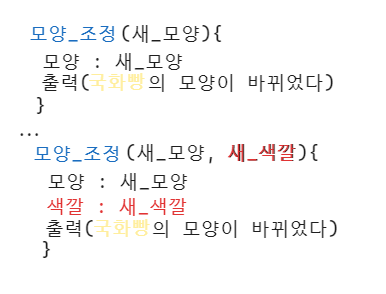 모양_조정(새_모양){
모양 : 새_모양
출력(국화빵의 모양이 바뀌었다)
}
...
모양_조정(새_모양, 새_색깔){
모양 : 새_모양
색깔 : 새_색깔
출력(국화빵의 모양이 바뀌었다)
}